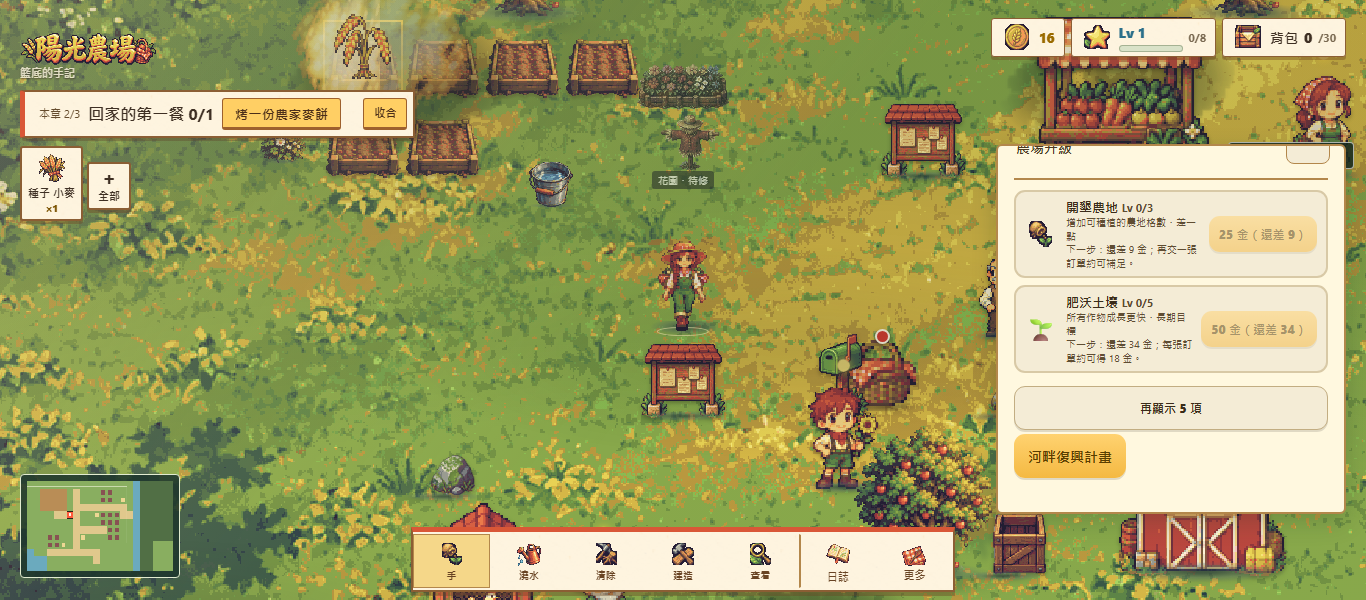 陽光農場
籃底的手記
本章 2/3 回家的第一餐 0/1 烤一份農家麥餅 收合
種子 小麥
×1
+
全部
花圃·待修
16
Lv 1 0/8
背包 0 /30
農場升級
開墾農地 Lv 0/3
增加可種植的農地格數·差一
點
下一步：還差 9 金；再交一張
訂單約可補足。
25 金（還差 9）
肥沃土壤 Lv 0/5
所有作物成長更快·長期目
標
下一步：還差 34 金；每張訂
單約可得 18 金。
50 金（還差 34）
再顯示 5 項
河畔復興計畫
手
澆水
清除
建造
查看
日誌
更多